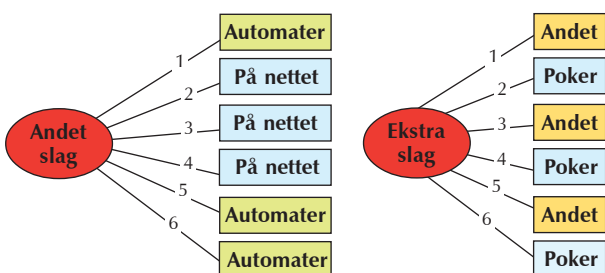 Andet
slag
1 Automater
2 På nettet
3 På nettet
4 På nettet
5 Automater
6 Automater
Ekstra
slag
1 Andet
2 Poker
3 Andet
4 Poker
5 Andet
6 Poker